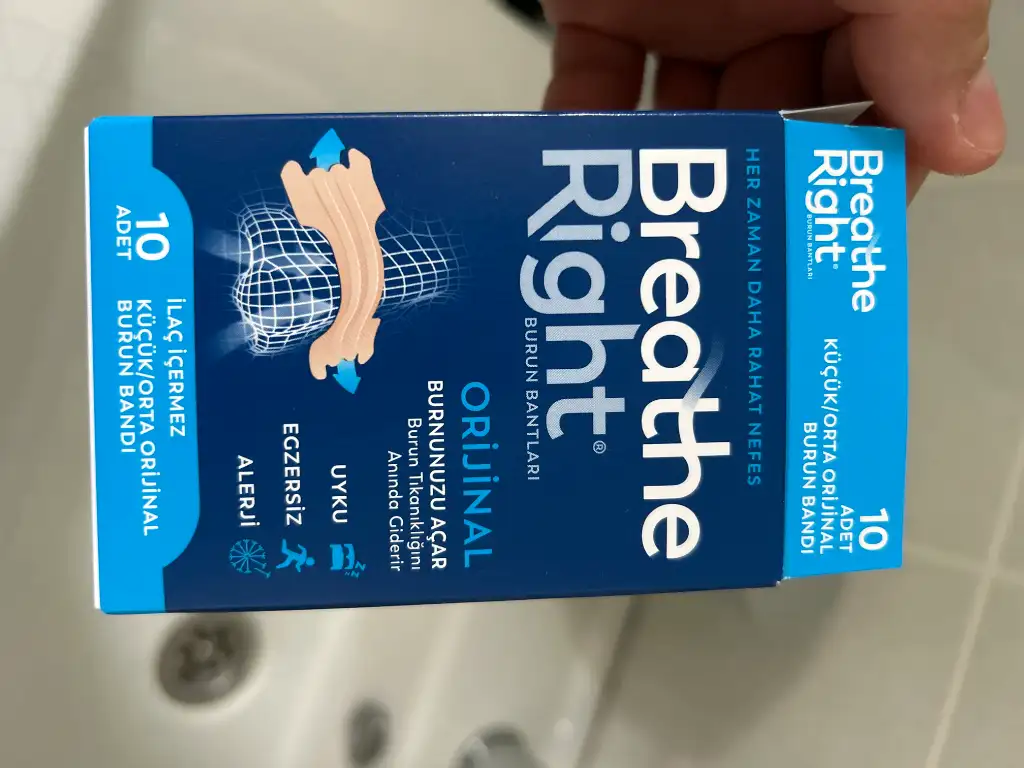 Breathe
Right®
BURUN BANTLARI
KÜÇÜK/ORTA ORİJİNAL
BURUN BANDI
10
ADET
HER ZAMAN DAHA RAHAT NEFES
Breathe
Right®
BURUN BANTLARI
ORİJİNAL
BURNUNUZU AÇAR
Burun Tıkanıklığını
Anında Giderir
UYKU
EGZERSİZ
ALERJİ
10
ADET
İLAÇ İÇERMEZ
KÜÇÜK/ORTA ORİJİNAL
BURUN BANDI